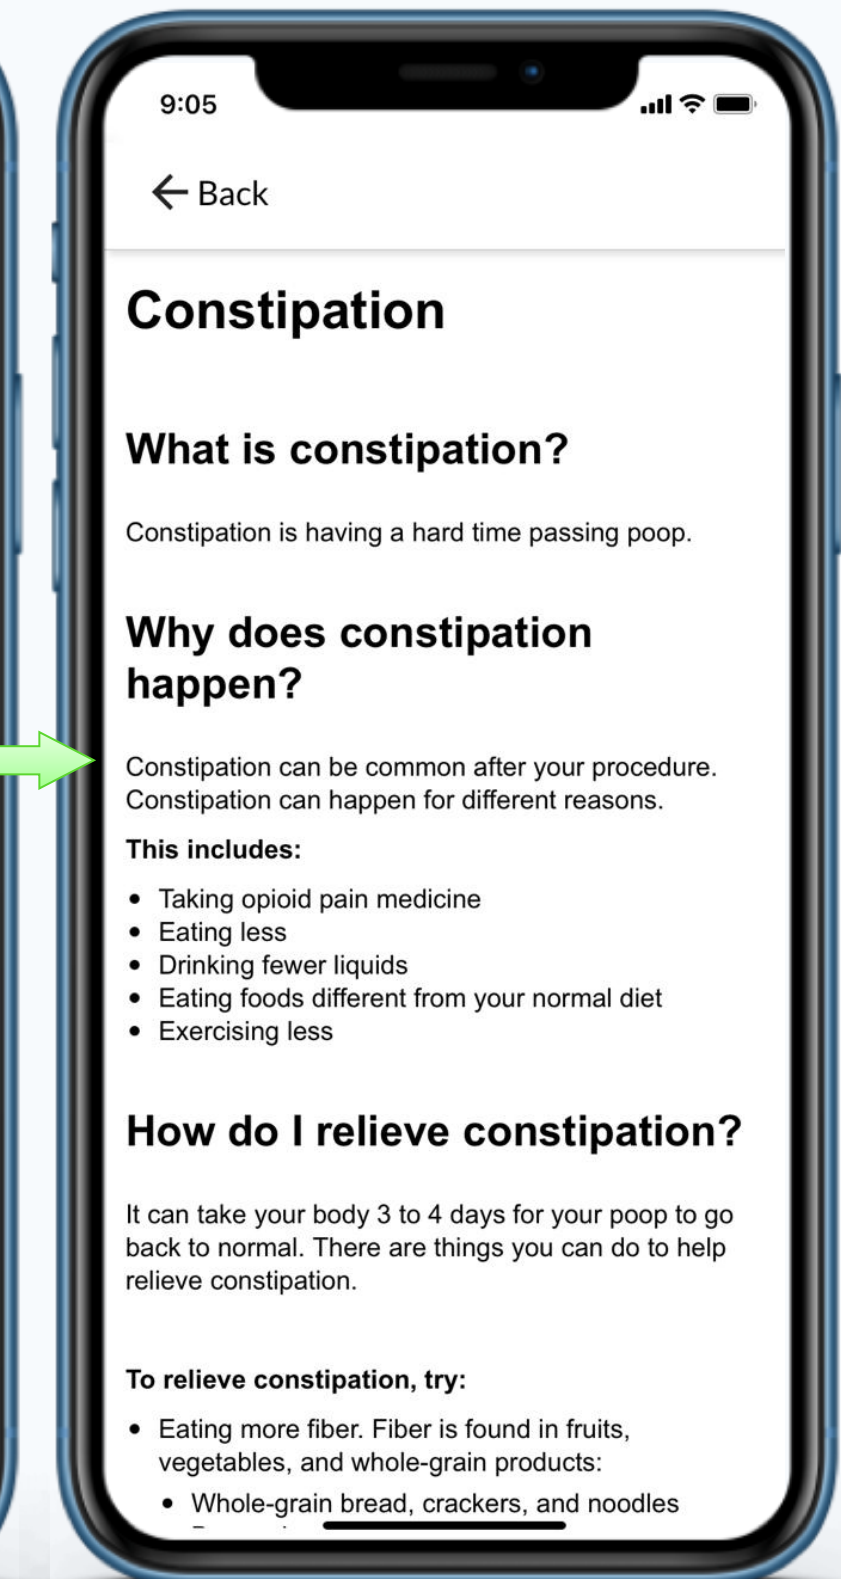 9:05
Back
Constipation
What is constipation?
Constipation is having a hard time passing poop.
Why does constipation
happen?
Constipation can be common after your procedure.
Constipation can happen for different reasons.
This includes:
• Taking opioid pain medicine
• Eating less
• Drinking fewer liquids
• Eating foods different from your normal diet
• Exercising less
How do I relieve constipation?
It can take your body 3 to 4 days for your poop to go
back to normal. There are things you can do to help
relieve constipation.
To relieve constipation, try:
• Eating more fiber. Fiber is found in fruits,
vegetables, and whole-grain products:
• Whole-grain bread, crackers, and noodles